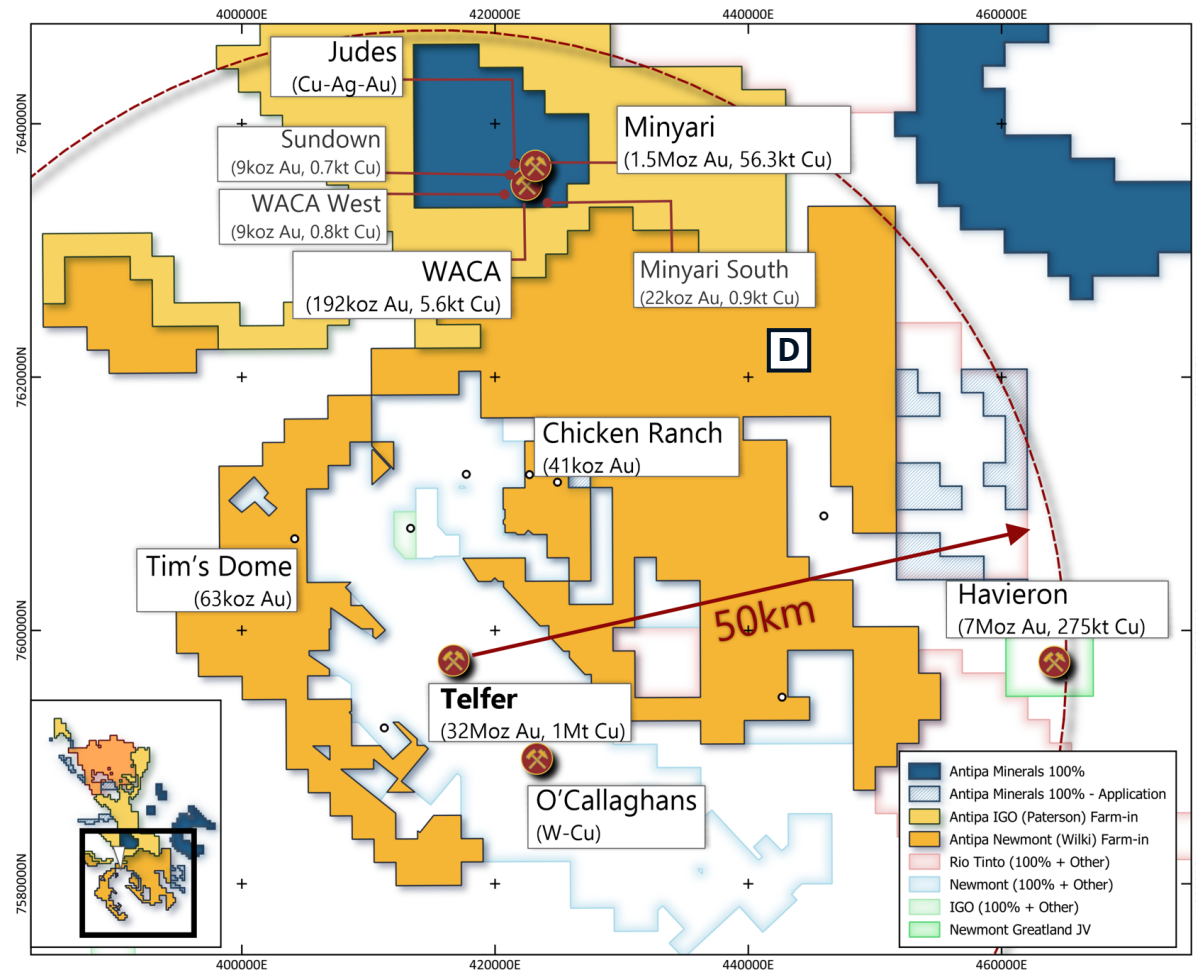 400000E
420000E
440000E
460000E
7640000N
7620000N
7600000N
7580000N
Judes
(Cu-Ag-Au)
Sundown
(9koz Au, 0.7kt Cu)
WACA West
(9koz Au, 0.8kt Cu)
WACA
(192koz Au, 5.6kt Cu)
Minyari
(1.5Moz Au, 56.3kt Cu)
Minyari South
(22koz Au, 0.9kt Cu)
D
Chicken Ranch
(41koz Au)
Tim's Dome
(63koz Au)
50km
Havieron
(7Moz Au, 275kt Cu)
Telfer
(32Moz Au, 1Mt Cu)
O'Callaghans
(W-Cu)
Antipa Minerals 100%
Antipa Minerals 100% - Application
Antipa IGO (Paterson) Farm-in
Antipa Newmont (Wilki) Farm-in
Rio Tinto (100% + Other)
Newmont (100% + Other)
IGO (100% + Other)
Newmont Greatland JV
400000E
420000E
440000E
460000E